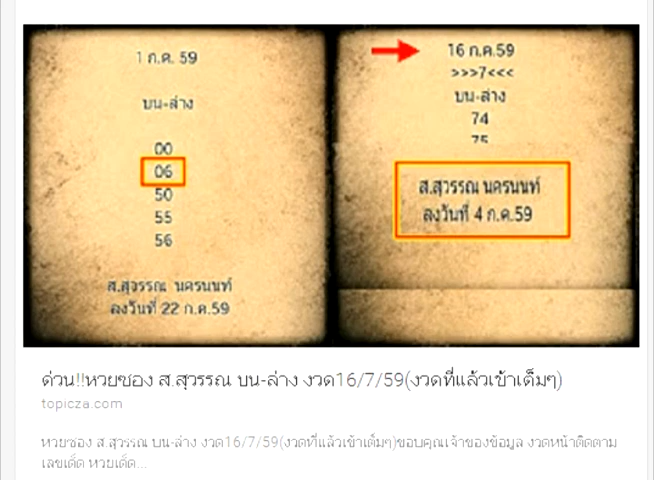 1 ก.ค. 59
บน-ล่าง
00
06
50
55
56
ส.สุวรรณ นครนนท์
ลงวันที่ 22 ก.ค.59
16 ก.ค.59
>>>7<<<
บน-ล่าง
74
75
ส.สุวรรณ นครนนท์
ลงวันที่ 4 ก.ค.59
ด่วน!!หวยซอง ส.สุวรรณ บน-ล่าง งวด16/7/59(งวดที่แล้วเข้าเต็มๆ)
topicza.com
หวยซอง ส.สุวรรณ บน-ล่าง งวด16/7/59(งวดที่แล้วเข้าเต็มๆ)ขอบคุณเจ้าของข้อมูล งวดหน้าติดตาม
เลขเด็ด หวยเด็ด...